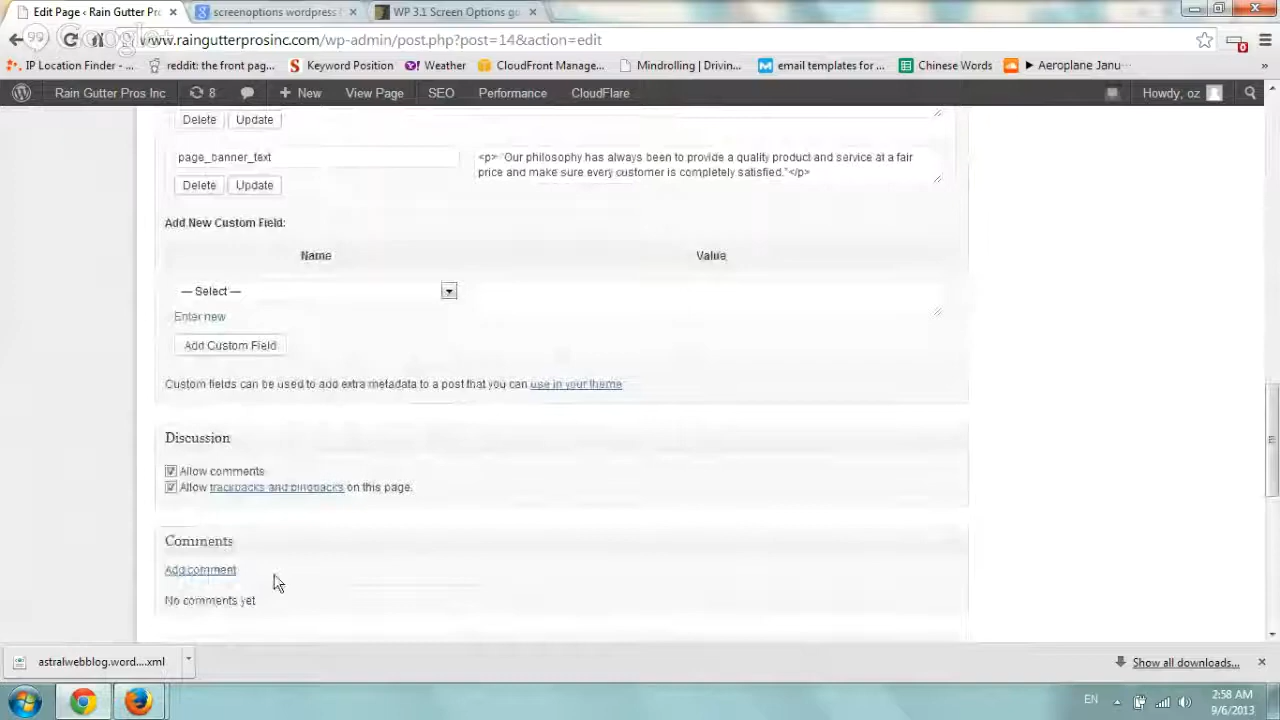 Edit Page ‹ Rain Gutter Pr
screenoptions wordpress
WP 3.1 Screen Options g
www.raingutterprosinc.com/wp-admin/post.php?post=14&action=edit
IP Location Finder - ...
reddit: the front pag...
Keyword Position
Weather
CloudFront Manage...
Mindrolling | Drivin...
email templates for ...
Chinese Words
► Aeroplane Janu
»
Rain Gutter Pros Inc
8
+ New
View Page
SEO
Performance
CloudFlare
Howdy, oz
Delete
Update
page_banner_text
<p> "Our philosophy has always been to provide a quality product and service at a fair
price and make sure every customer is completely satisfied."</p>
Delete
Update
Add New Custom Field:
Name
Value
— Select —
Enter new
Add Custom Field
Custom fields can be used to add extra metadata to a post that you can use in your theme
Discussion
Allow comments
Allow trackbacks and pingbacks on this page.
Comments
Add comment
No comments yet
astralwebblog.word....xml
Show all downloads...
EN
2:58 AM
9/6/2013